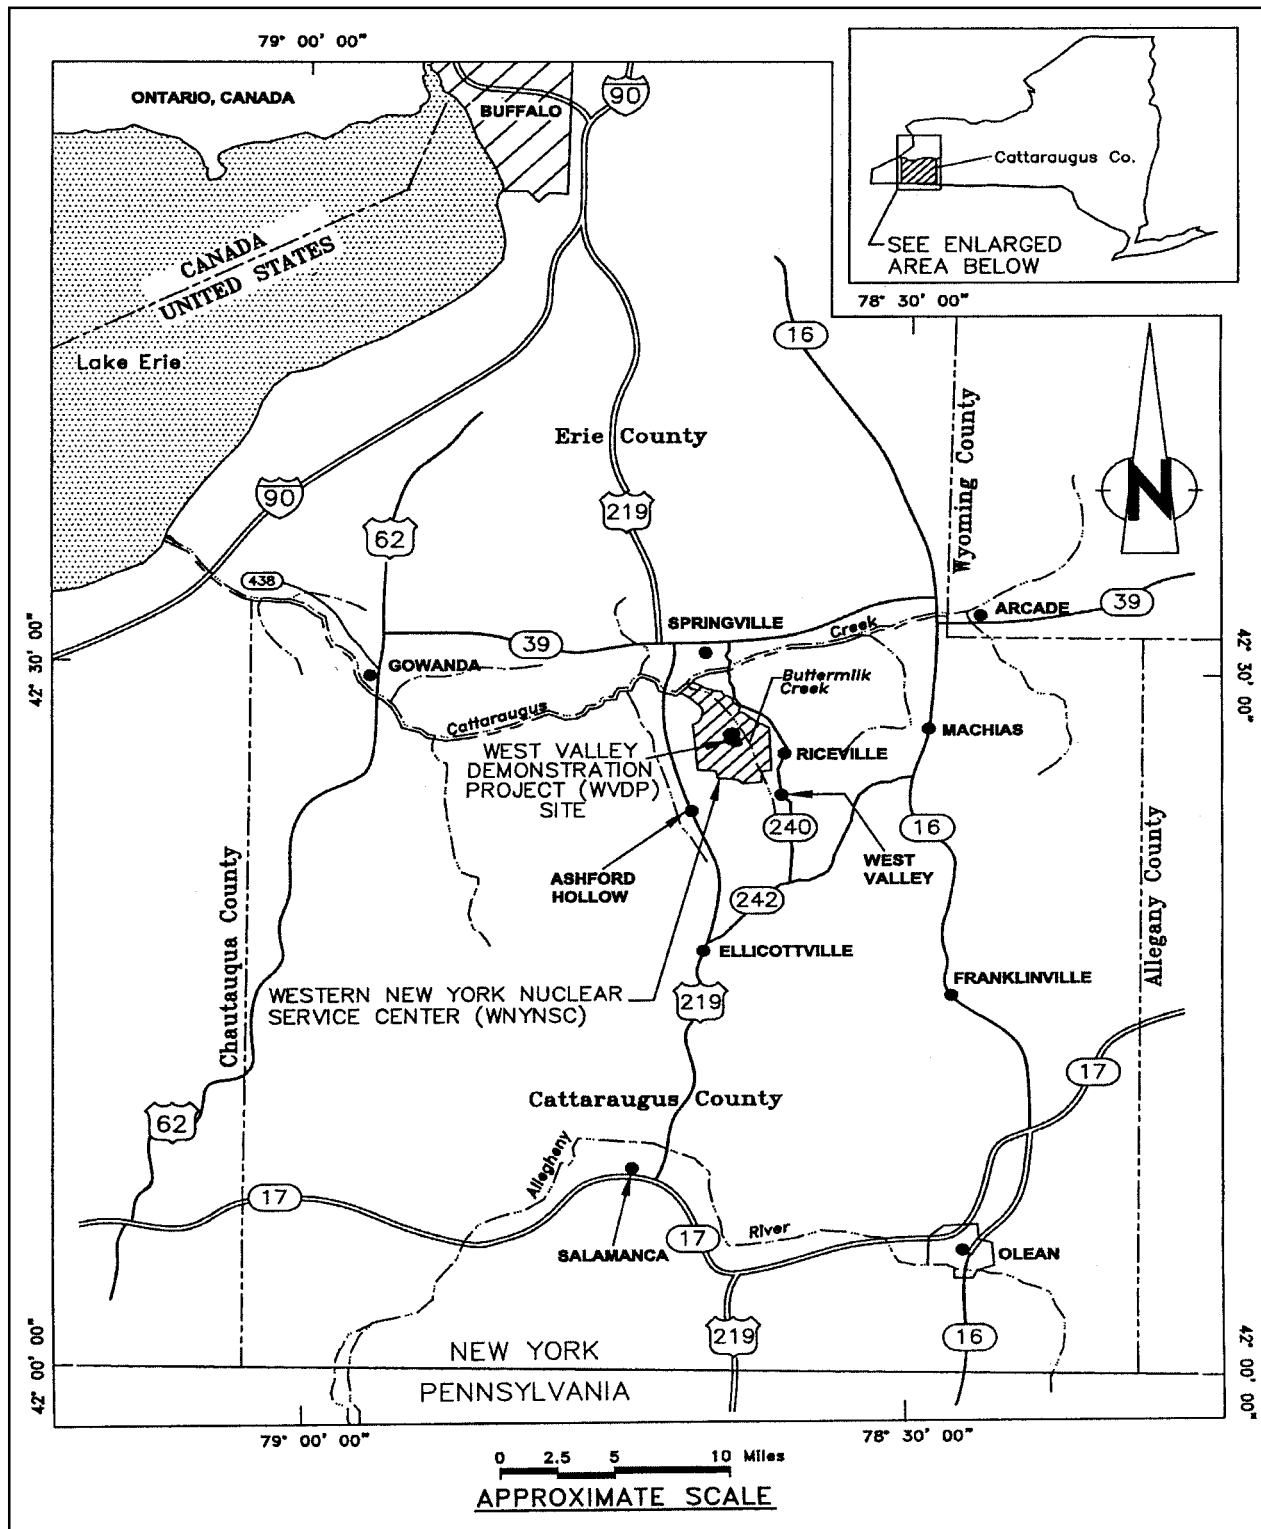 79° 00' 00"
ONTARIO, CANADA
BUFFALO
90
Cattaraugus Co.
SEE ENLARGED
AREA BELOW
CANADA
UNITED STATES
78° 30' 00"
Lake Erie
16
Erie County
Wyoming County
N
90
219
62
438
SPRINGVILLE
Creek
ARCADE
39
39
42° 30' 00"
42° 30' 00"
GOWANDA
Buttermilk
Creek
Cattaraugus
MACHIAS
WEST VALLEY
DEMONSTRATION
PROJECT (WVDP)
SITE
RICEVILLE
240
16
WEST
VALLEY
ASHFORD
HOLLOW
242
Chautauqua County
Allegany County
ELLICOTTVILLE
FRANKLINVILLE
WESTERN NEW YORK NUCLEAR
SERVICE CENTER (WNYNSC)
219
17
Cattaraugus County
62
Allegheny
17
River
17
SALAMANCA
OLEAN
219
16
42° 00' 00"
42° 00' 00"
NEW YORK
PENNSYLVANIA
79° 00' 00"
78° 30' 00"
0 2.5 5 10 Miles
APPROXIMATE SCALE